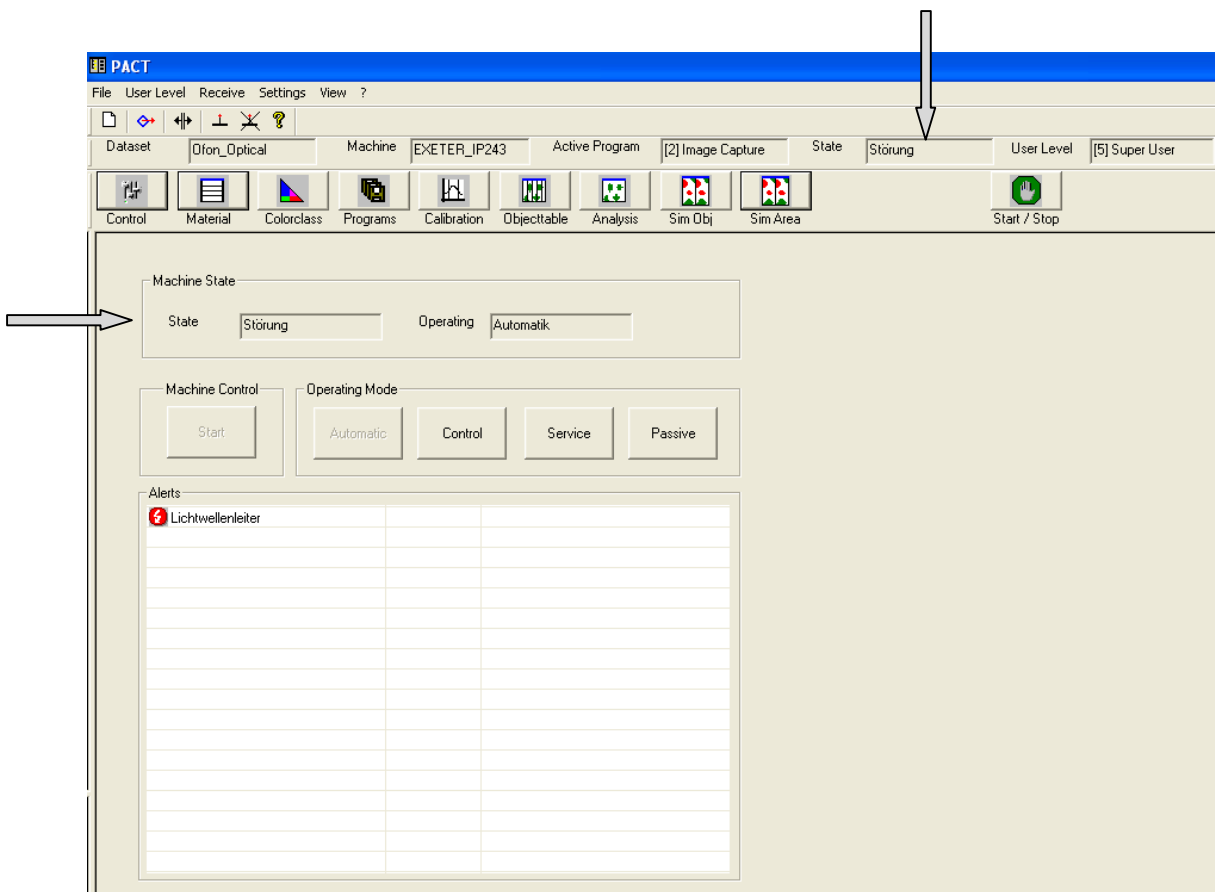 PACT
File User Level Receive Settings View ?
Dataset Ofon_Optical Machine EXETER_IP243 Active Program [2] Image Capture State Störung User Level [5] Super User
Control Material Colorclass Programs Calibration Objecttable Analysis Sim Obj Sim Area Start / Stop
Machine State
State Störung Operating Automatik
Machine Control Operating Mode
Start Automatic Control Service Passive
Alerts
Lichtwellenleiter